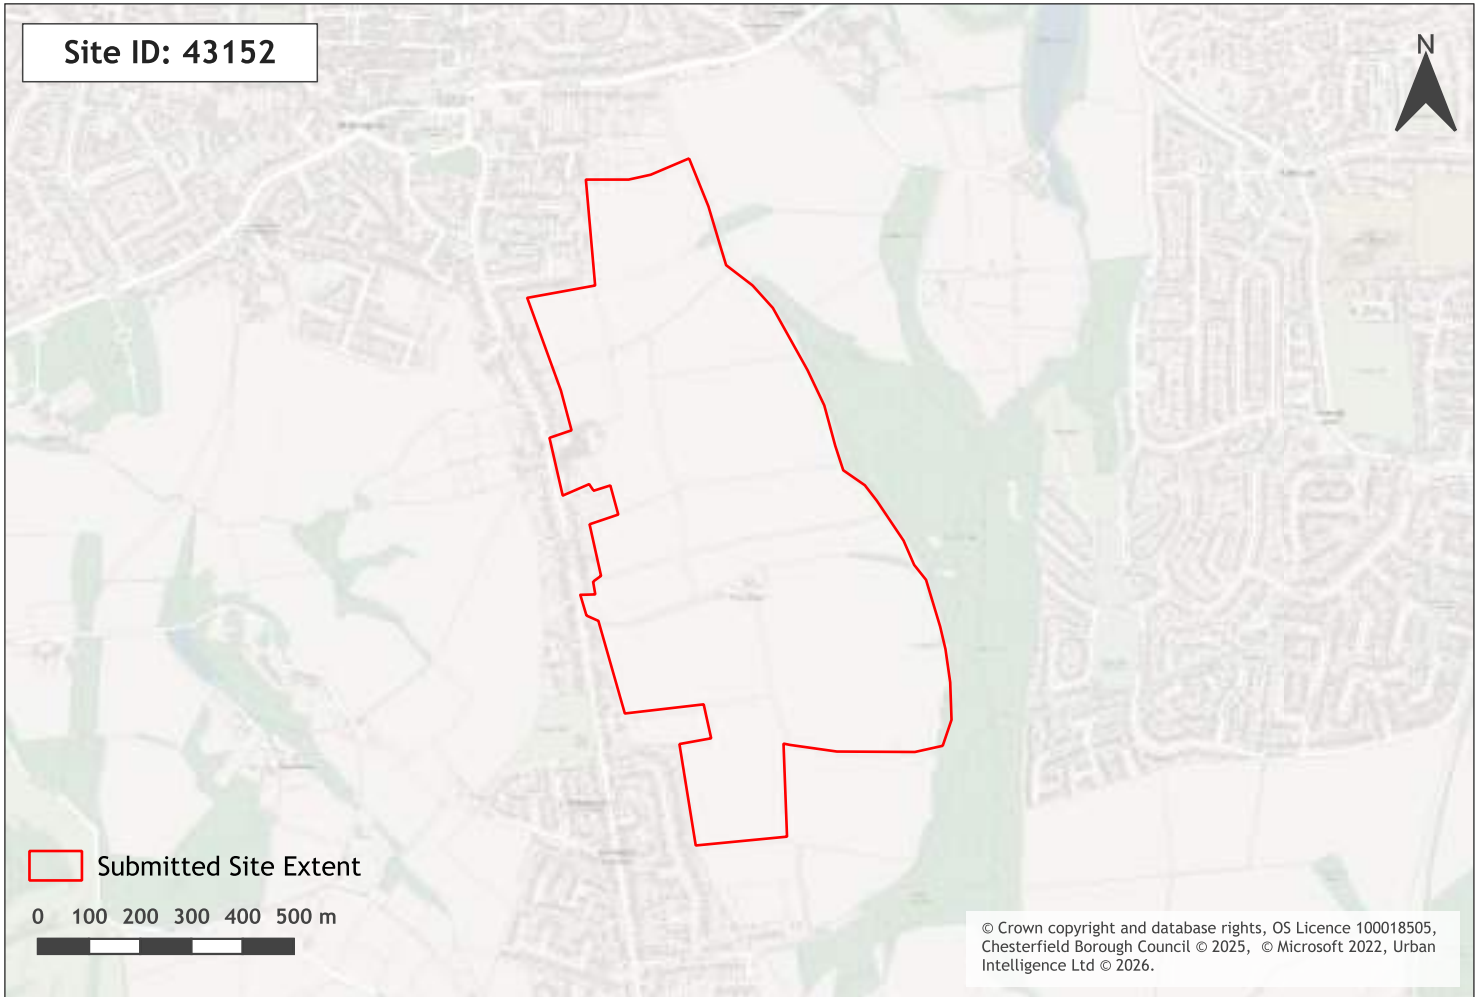 Site ID: 43152
N
Submitted Site Extent
0 100 200 300 400 500 m
© Crown copyright and database rights, OS Licence 100018505,
Chesterfield Borough Council © 2025, © Microsoft 2022, Urban
Intelligence Ltd © 2026.